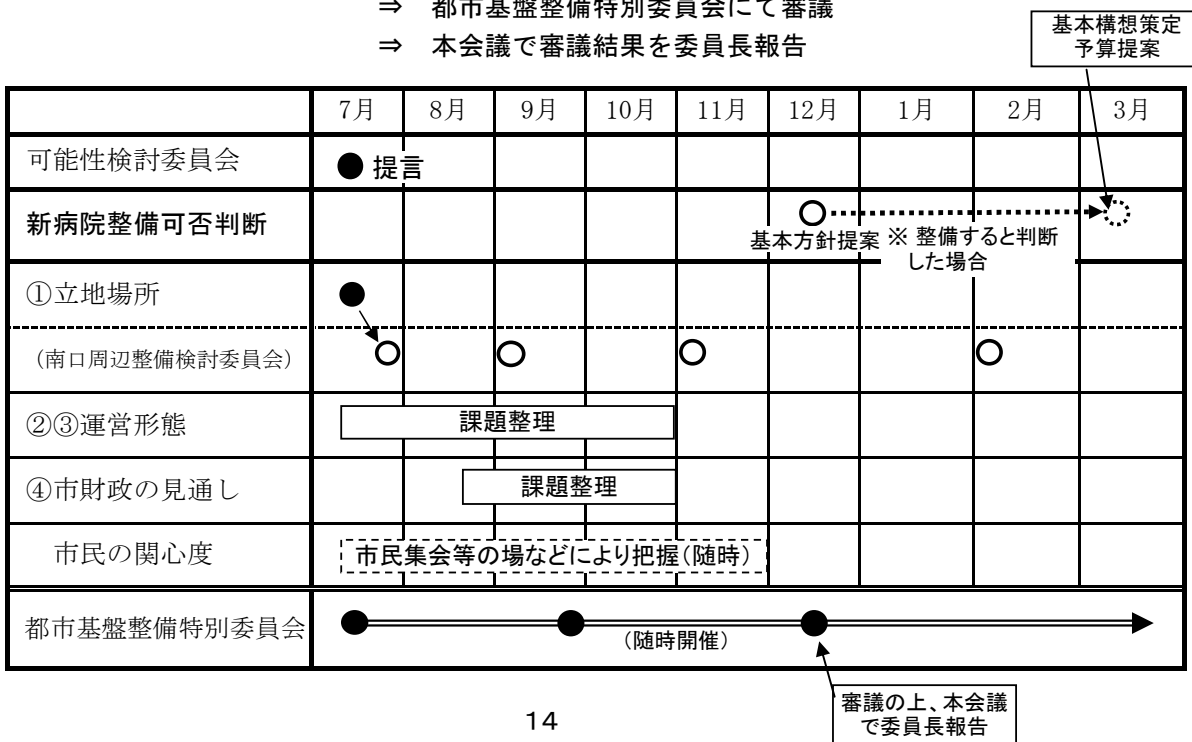 ⇒ 都市基盤整備特別委員会にて審議
⇒ 本会議で審議結果を委員長報告
基本構想策定
予算提案
7月 8月 9月 10月 11月 12月 1月 2月 3月
可能性検討委員会 提言
新病院整備可否判断
基本方針提案 ※ 整備すると判断
した場合
①立地場所
（南口周辺整備検討委員会）
②③運営形態 課題整理
④市財政の見通し 課題整理
市民の関心度 市民集会等の場などにより把握（随時）
都市基盤整備特別委員会
（随時開催）
審議の上、本会議
で委員長報告
14